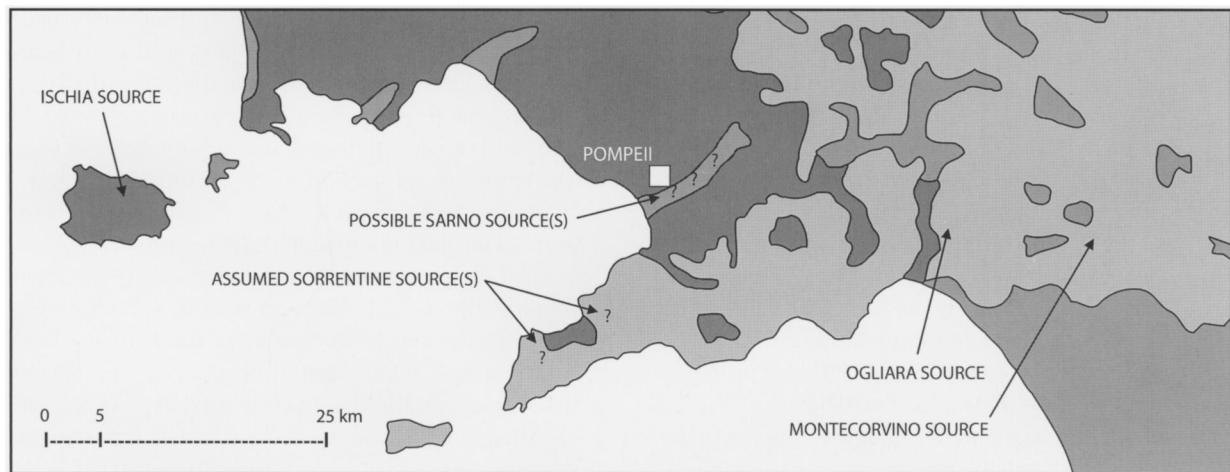 ISCHIA SOURCE
POMPEII
?
?
?
POSSIBLE SARNO SOURCE(S)
ASSUMED SORRENTINE SOURCE(S)
?
?
OGLIARA SOURCE
MONTECORVINO SOURCE
0 5 25 km